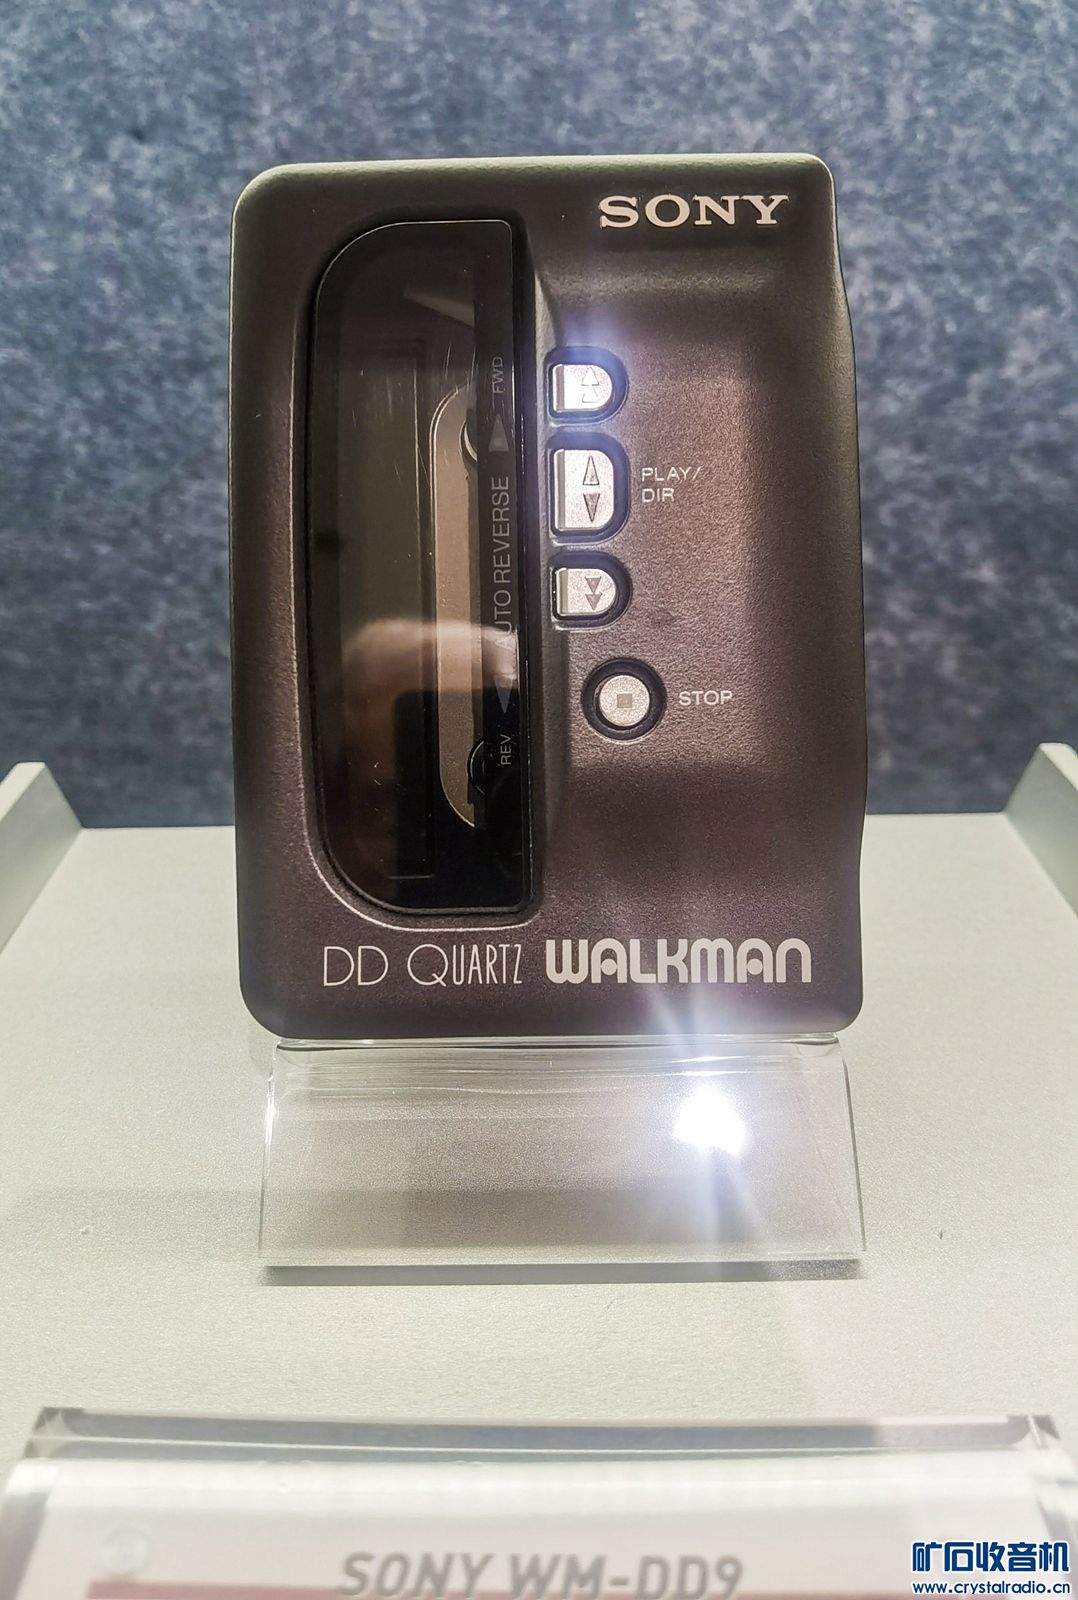 SONY
FWD
AUTO REVERSE
REV
PLAY/
DIR
STOP
DD QUARTZ WALKMAN
SONY WM-DD9
矿石收音机
www.crystalradio.cn